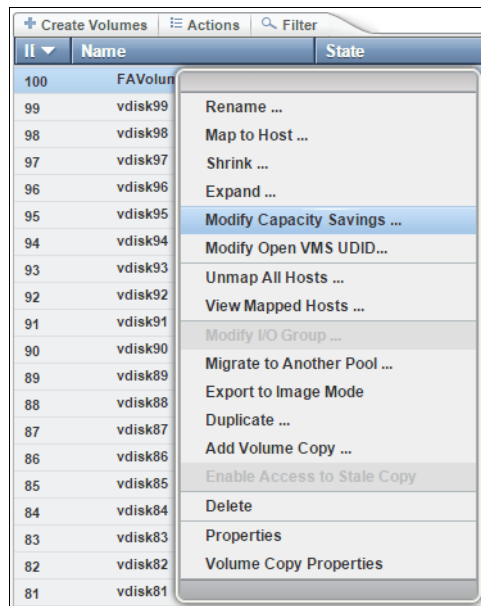 Create Volumes Actions Filter
II Name State
100 FAVolum
99 vdisk99
98 vdisk98
97 vdisk97
96 vdisk96
95 vdisk95
94 vdisk94
93 vdisk93
92 vdisk92
91 vdisk91
90 vdisk90
89 vdisk89
88 vdisk88
87 vdisk87
86 vdisk86
85 vdisk85
84 vdisk84
83 vdisk83
82 vdisk82
81 vdisk81
Rename ...
Map to Host ...
Shrink ...
Expand ...
Modify Capacity Savings ...
Modify Open VMS UDID...
Unmap All Hosts ...
View Mapped Hosts ...
Modify I/O Group ...
Migrate to Another Pool ...
Export to Image Mode
Duplicate ...
Add Volume Copy ...
Enable Access to Stale Copy
Delete
Properties
Volume Copy Properties